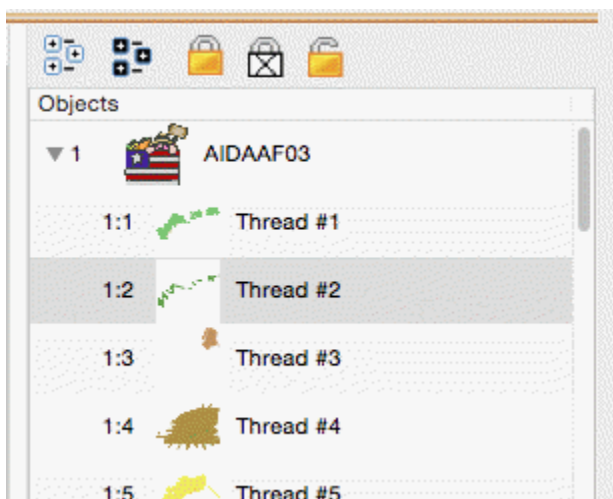 Objects
1 AIDAAF03
1:1 Thread #1
1:2 Thread #2
1:3 Thread #3
1:4 Thread #4
1:5 Thread #5